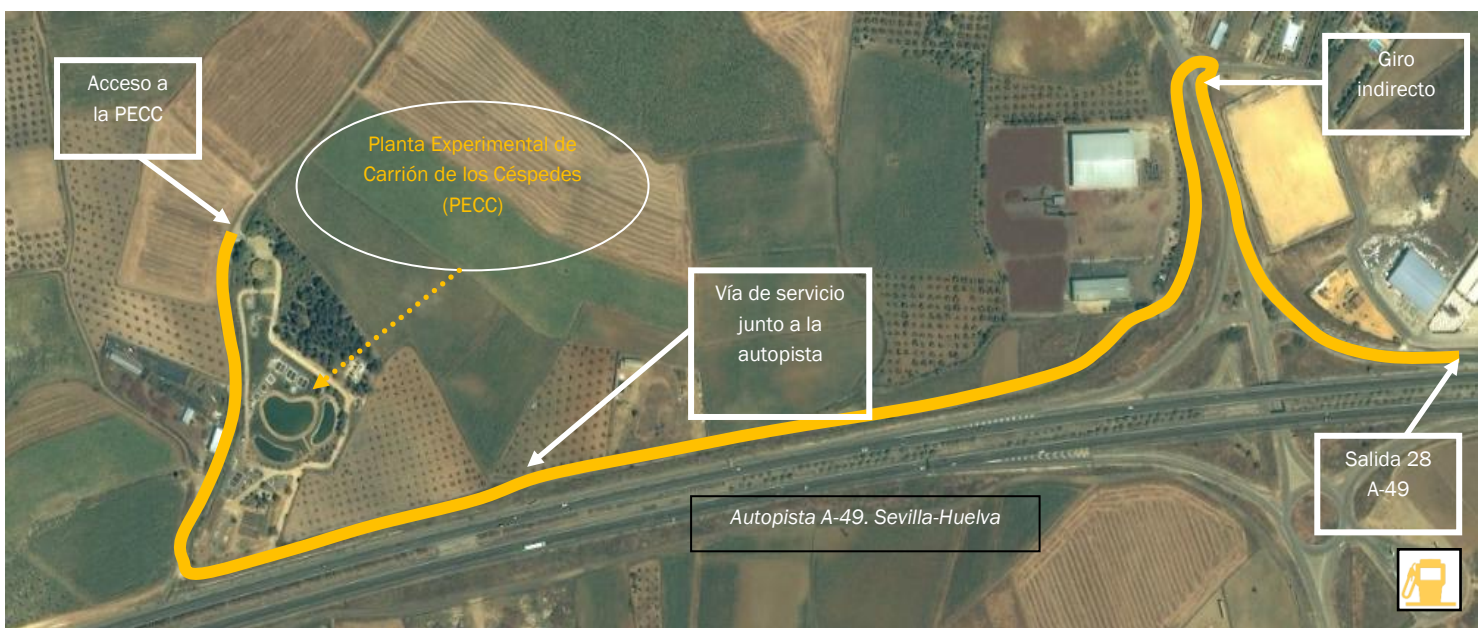 Acceso a
la PECC
Planta Experimental de
Carrión de los Céspedes
(PECC)
Giro
indirecto
Vía de servicio
junto a la
autopista
Salida 28
A-49
Autopista A-49. Sevilla-Huelva